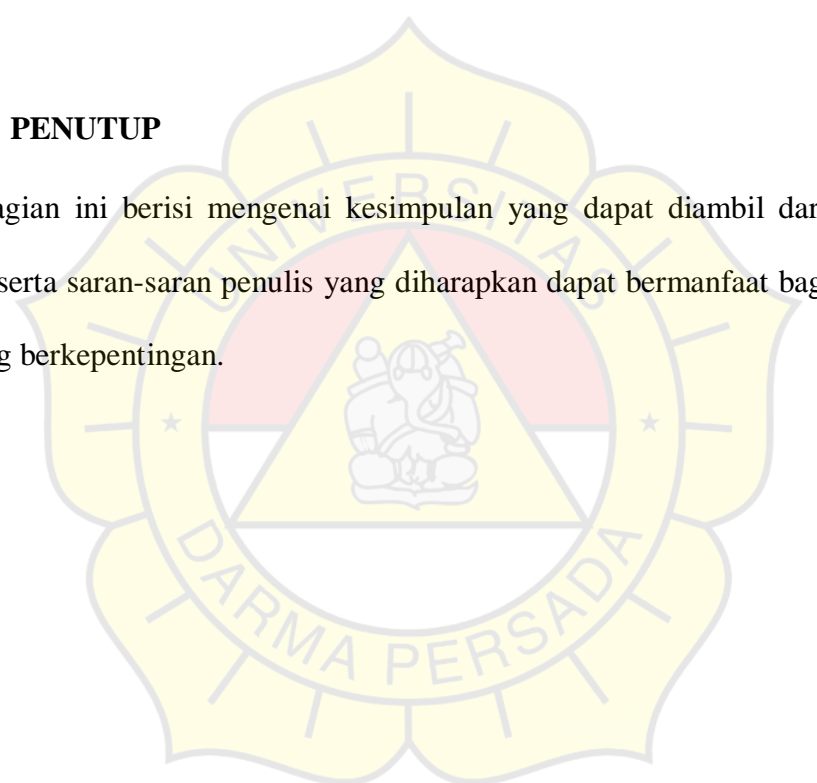 PENUTUP
agian ini berisi mengenai kesimpulan yang dapat diambil dar
serta saran-saran penulis yang diharapkan dapat bermanfaat bag
g berkepentingan.
UNIVERSITAS
DARMA PERSADA